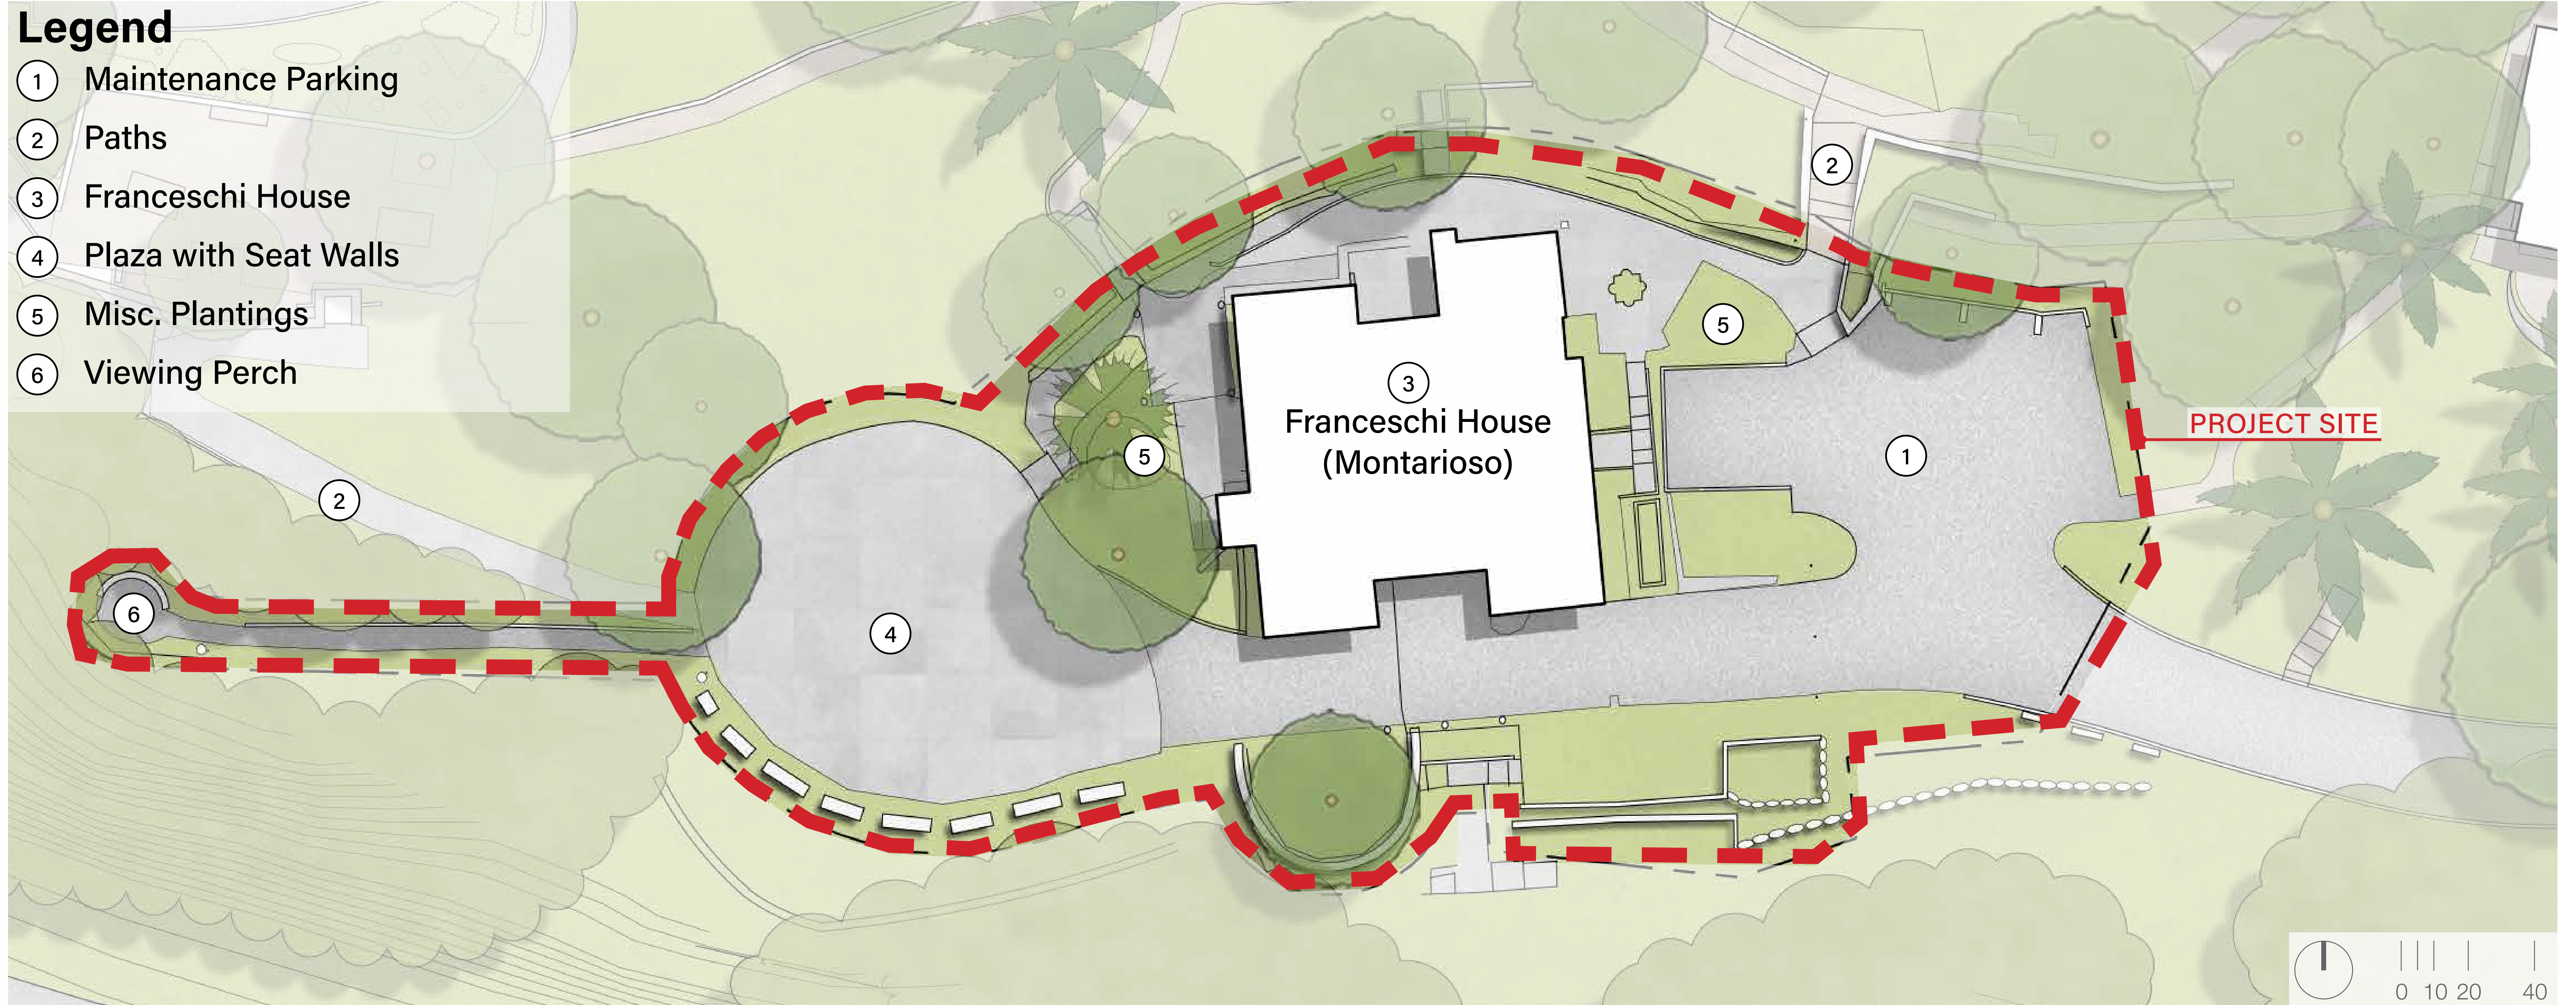 Legend
1 Maintenance Parking
2 Paths
3 Franceschi House
4 Plaza with Seat Walls
5 Misc. Plantings
6 Viewing Perch
2
5
3
Franceschi House
(Montarioso)
5
1
PROJECT SITE
2
6
4
0 10 20 40